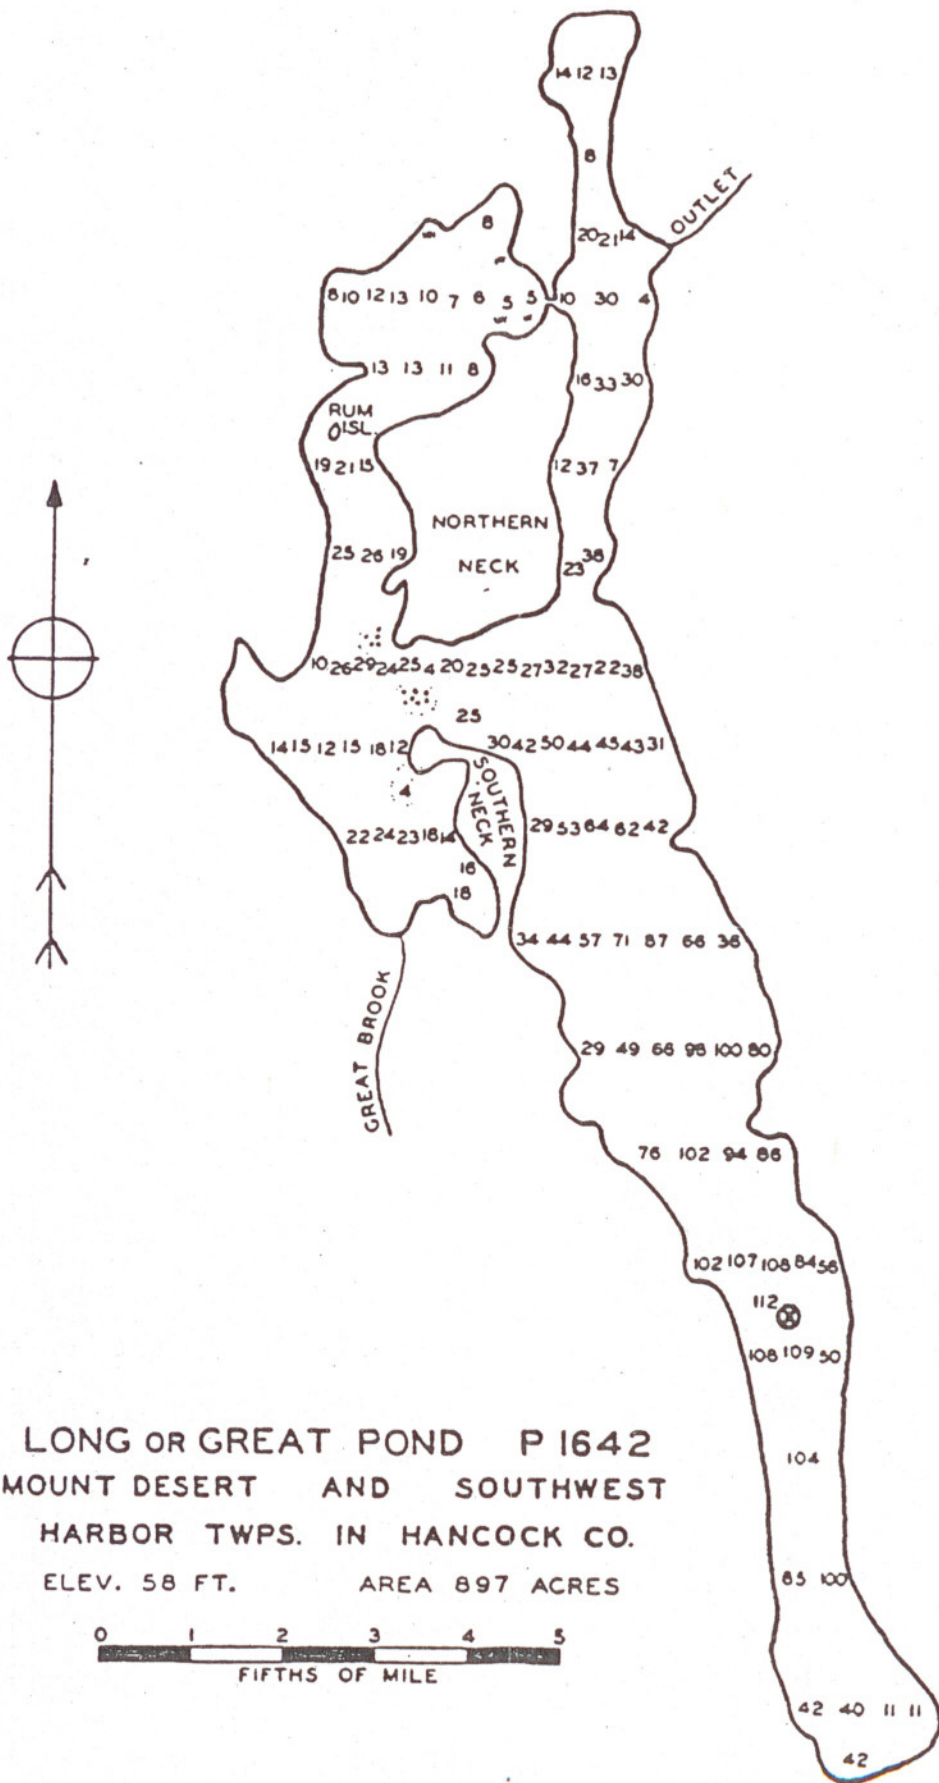 14 12 13
8
OUTLET
20 21 14
8
8 10 12 13 10 7 6 5 5 10 30 4
13 13 11 8
16 33 30
RUM
ISL.
19 21 15
12 37 7
NORTHERN
NECK
25 26 19
23 38
10 26 29 24 25 4 20 25 25 27 32 27 22 38
25
14 15 12 15 18 12
30 42 50 44 45 43 31
SOUTHERN
NECK
4
22 24 23 18 14
29 53 64 62 42
16
18
34 44 57 71 87 66 36
GREAT BROOK
29 49 66 98 100 80
76 102 94 86
102 107 108 84 56
112
108 109 50
LONG OR GREAT POND P 1642
MOUNT DESERT AND SOUTHWEST
HARBOR TWPS. IN HANCOCK CO.
ELEV. 58 FT. AREA 897 ACRES
0 1 2 3 4 5
FIFTHS OF MILE
104
85 100
42 40 11 11
42